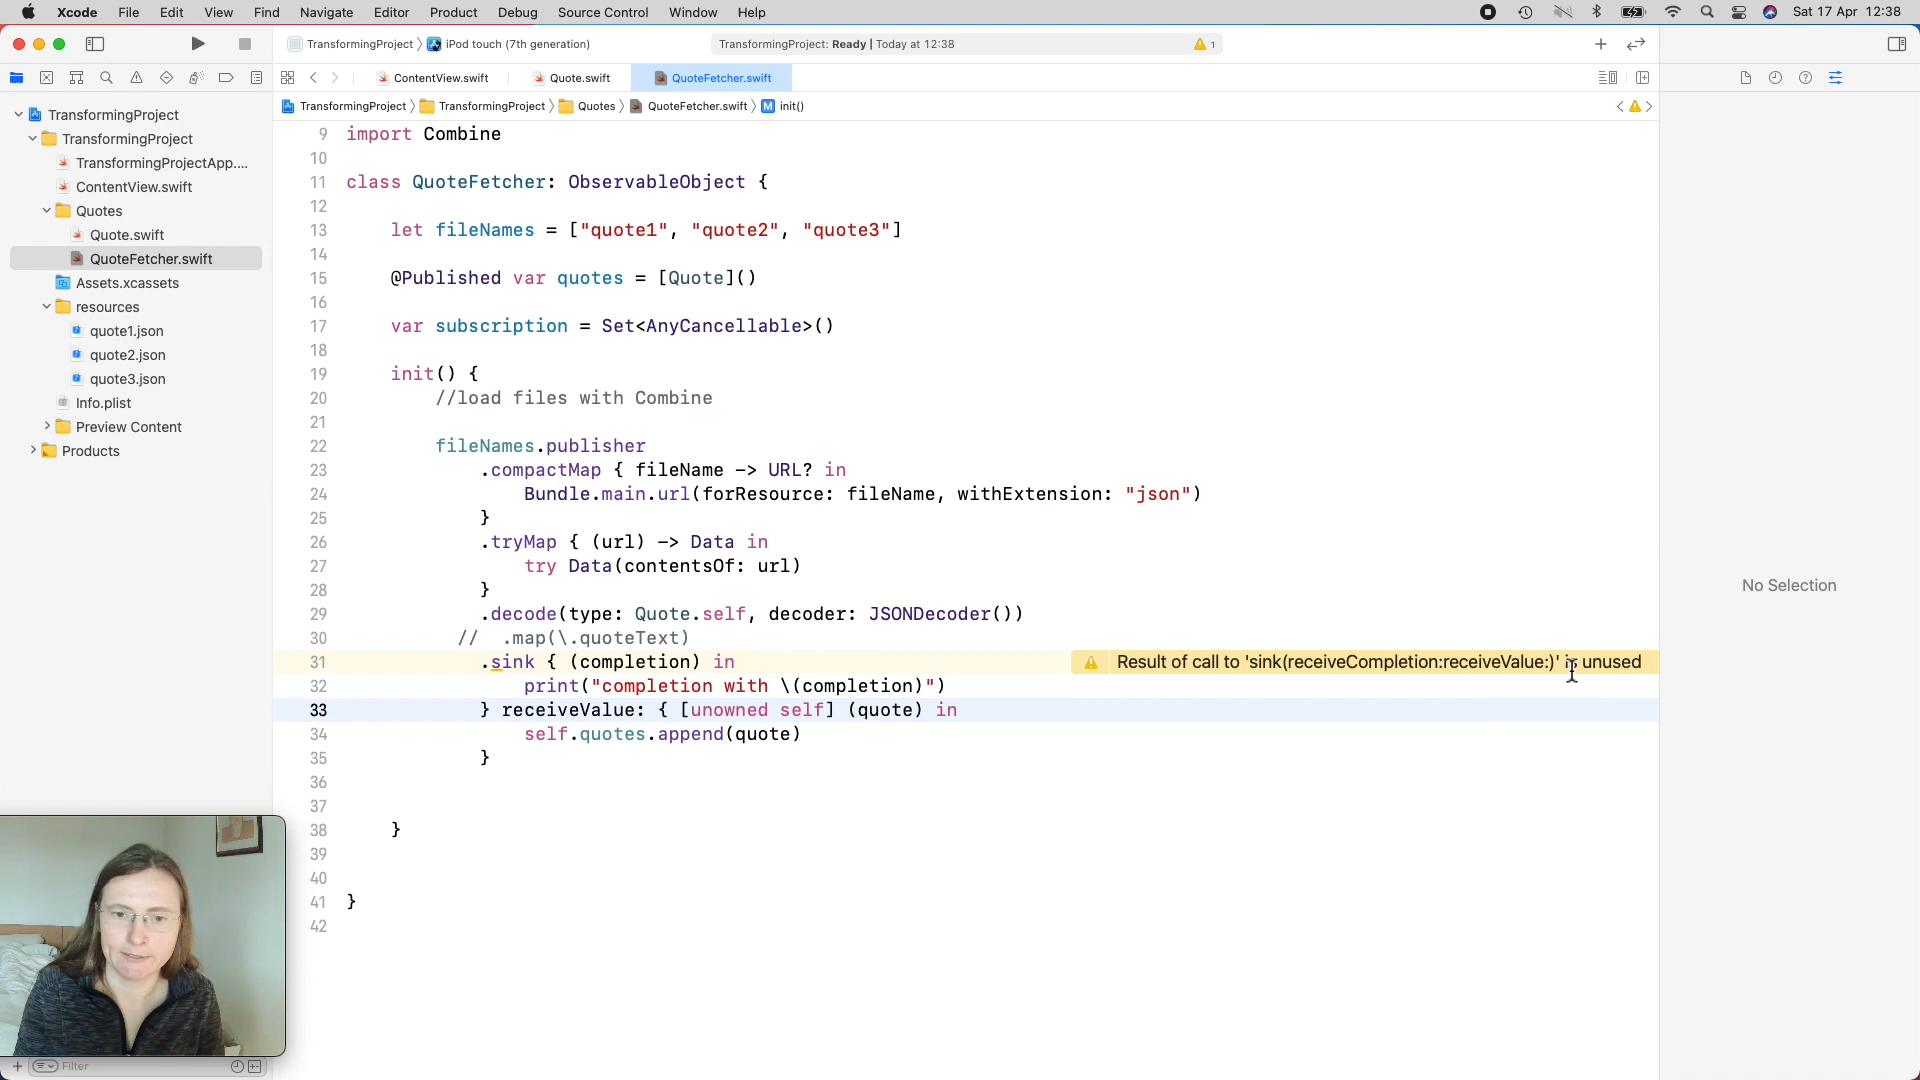 Xcode File Edit View Find Navigate Editor Product Debug Source Control Window Help Sat 17 Apr 12:38
TransformingProject iPod touch (7th generation) TransformingProject: Ready | Today at 12:38 1
ContentView.swift Quote.swift QuoteFetcher.swift
TransformingProject TransformingProject Quotes QuoteFetcher.swift M init()
TransformingProject
TransformingProject
TransformingProjectApp....
ContentView.swift
Quotes
Quote.swift
QuoteFetcher.swift
Assets.xcassets
resources
quote1.json
quote2.json
quote3.json
Info.plist
Preview Content
Products
Filter
9 import Combine
10
11 class QuoteFetcher: ObservableObject {
12
13 let fileNames = ["quote1", "quote2", "quote3"]
14
15 @Published var quotes = [Quote]()
16
17 var subscription = Set<AnyCancellable>()
18
19 init() {
20 //load files with Combine
21
22 fileNames.publisher
23 .compactMap { fileName -> URL? in
24 Bundle.main.url(forResource: fileName, withExtension: "json")
25 }
26 .tryMap { (url) -> Data in
27 try Data(contentsOf: url)
28 }
29 .decode(type: Quote.self, decoder: JSONDecoder())
30 // .map(\.quoteText)
31 .sink { (completion) in Result of call to 'sink(receiveCompletion:receiveValue:)' is unused
32 print("completion with \(completion)")
33 } receiveValue: { [unowned self] (quote) in
34 self.quotes.append(quote)
35 }
36
37
38 }
39
40
41 }
42
No Selection